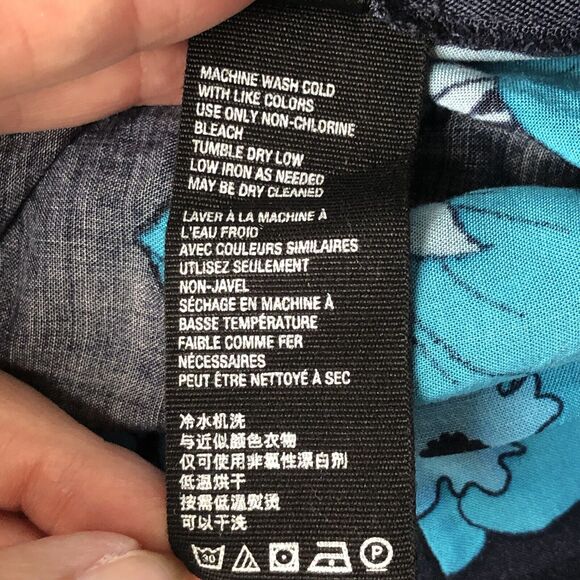 MACHINE WASH COLD
WITH LIKE COLORS
USE ONLY NON-CHLORINE
BLEACH
TUMBLE DRY LOW
LOW IRON AS NEEDED
MAY BE DRY CLEANED
LAVER À LA MACHINE À
L'EAU FROID
AVEC COULEURS SIMILAIRES
UTLISEZ SEULEMENT
NON-JAVEL
SÉCHAGE EN MACHINE À
BASSE TEMPÉRATURE
FAIBLE COMME FER
NÉCESSAIRES
PEUT ÊTRE NETTOYÉ À SEC
冷水机洗
与近似颜色衣物
仅可使用非氯性漂白剂
低温烘干
按需低温熨烫
可以干洗
30 P